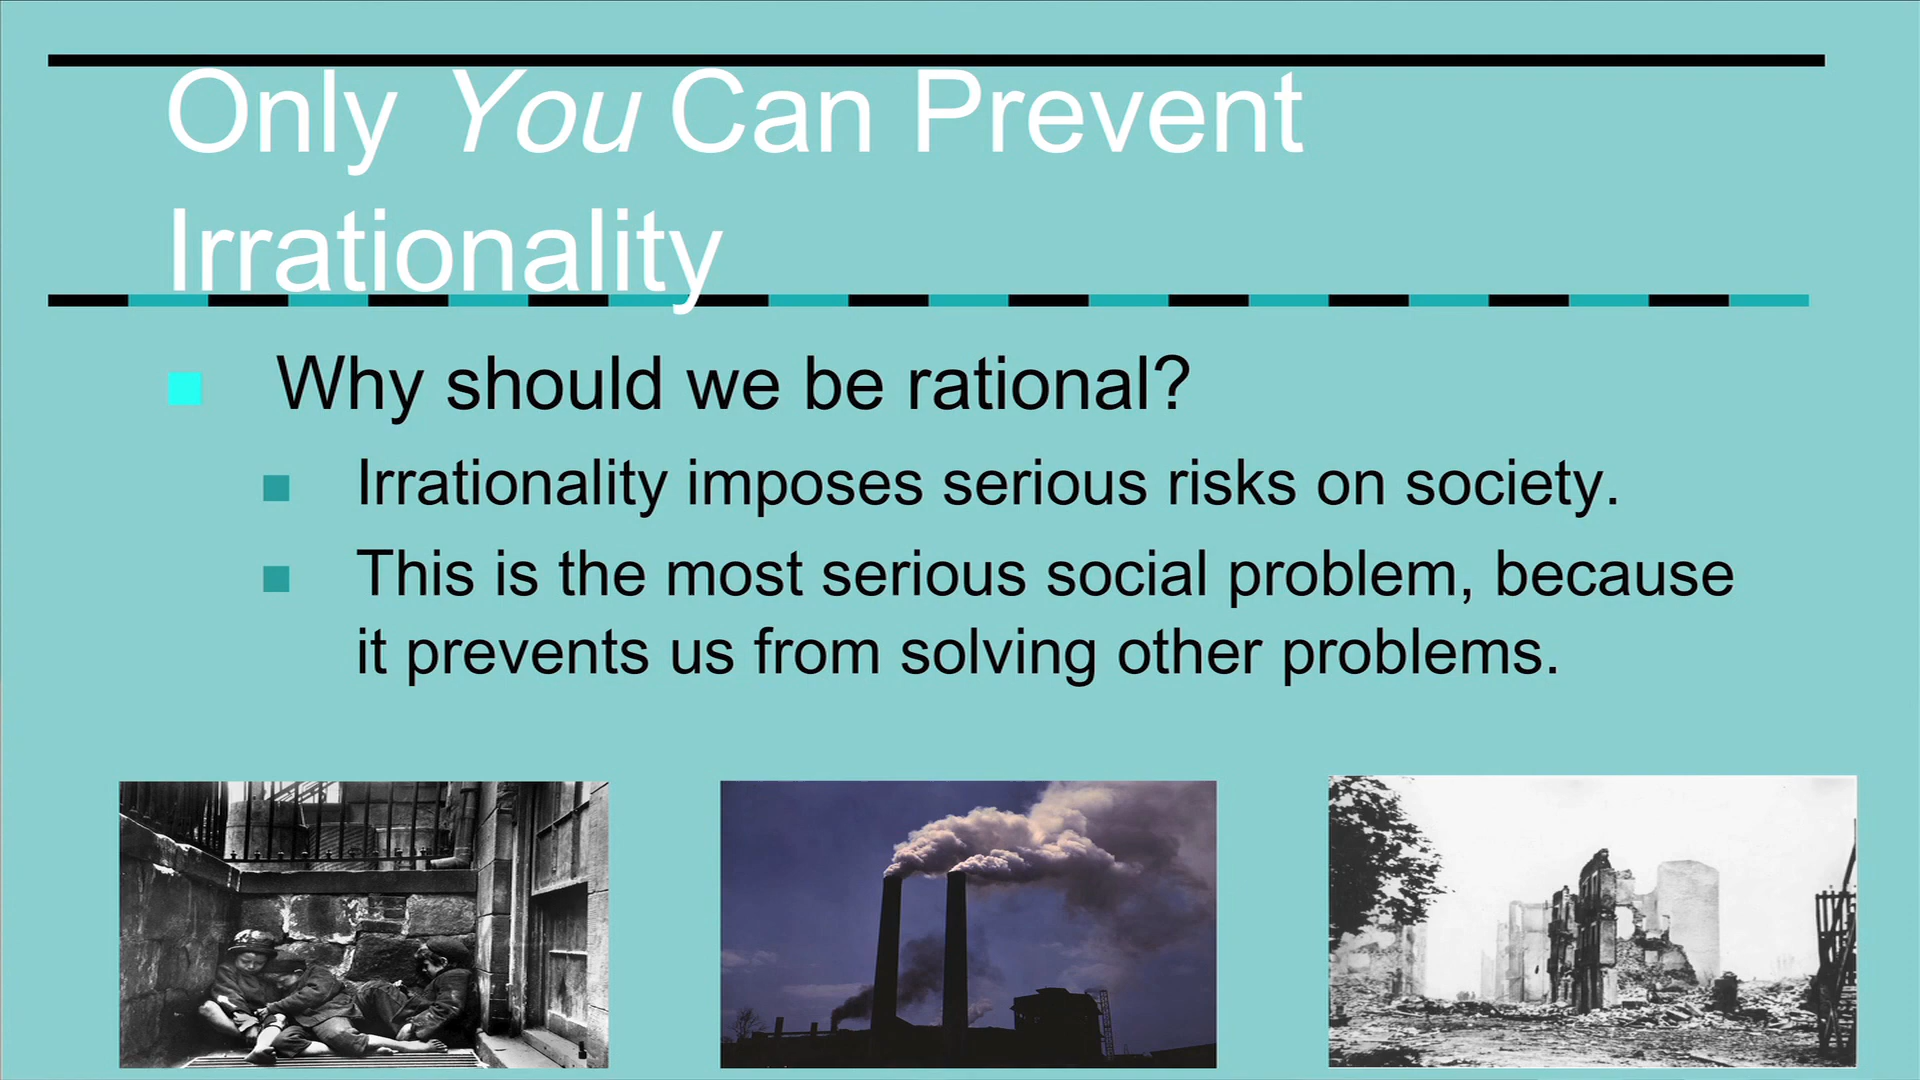 Only You Can Prevent
Irrationality
Why should we be rational?
Irrationality imposes serious risks on society.
This is the most serious social problem, because
it prevents us from solving other problems.